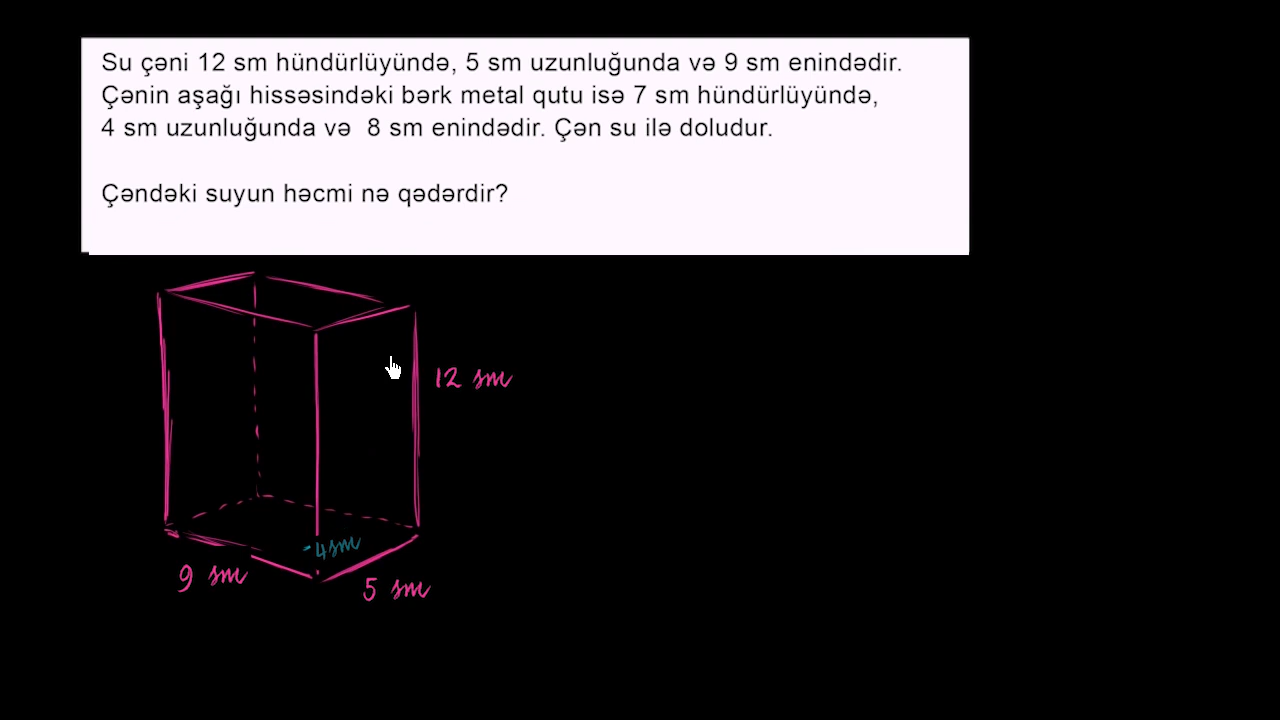 Su çəni 12 sm hündürlüyündə, 5 sm uzunluğunda və 9 sm enindədir.
Çənin aşağı hissəsindəki bərk metal qutu isə 7 sm hündürlüyündə,
4 sm uzunluğunda və 8 sm enindədir. Çən su ilə doludur.
Çəndəki suyun həcmi nə qədərdir?
12 sm
4 sm
9 sm
5 sm